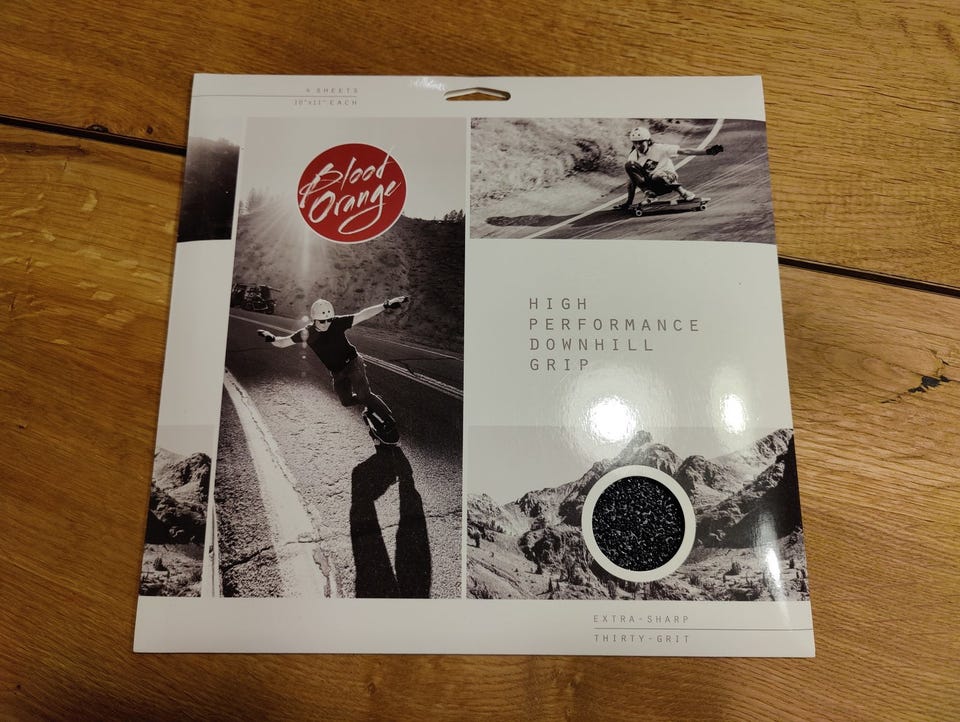 4 SHEETS
10"x11" EACH
Blood
Orange
HIGH
PERFORMANCE
DOWNHILL
GRIP
EXTRA-SHARP
THIRTY-GRIT